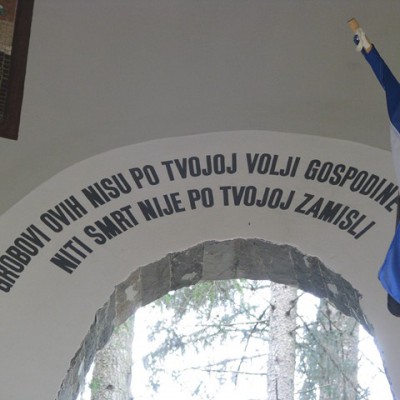 GROBOVI OVIH NISU PO TVOJOJ VOLJI GOSPODINE
NITI SMRT NIJE PO TVOJOJ ZAMISLI